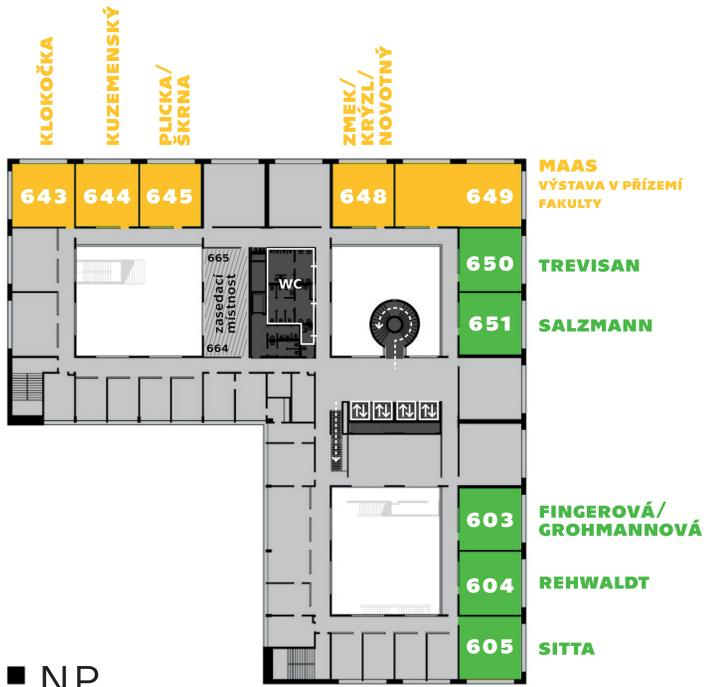 KLOKOČKA
KUZEMENSKÝ
PLICKA/
ŠKRNA
ZMEK/
KRÝZL/
NOVOTNÝ
643
644
645
648
649
MAAS
VÝSTAVA V PŘÍZEMÍ
FAKULTY
650
TREVISAN
651
SALZMANN
665
zasedací
místnost
664
WC
603
FINGEROVÁ/
GROHMANNOVÁ
604
REHWALDT
605
SITTA
NP